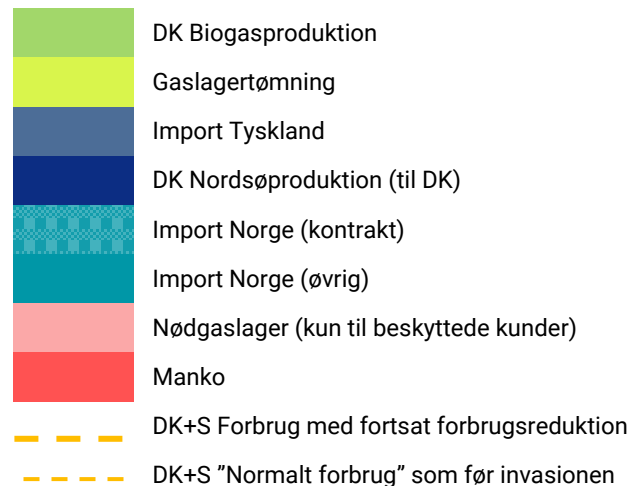 DK Biogasproduktion
Gaslagertømning
Import Tyskland
DK Nordsøproduktion (til DK)
Import Norge (kontrakt)
Import Norge (øvrig)
Nødgaslager (kun til beskyttede kunder)
Manko
DK+S Forbrug med fortsat forbrugsreduktion
DK+S ”Normalt forbrug” som før invasionen